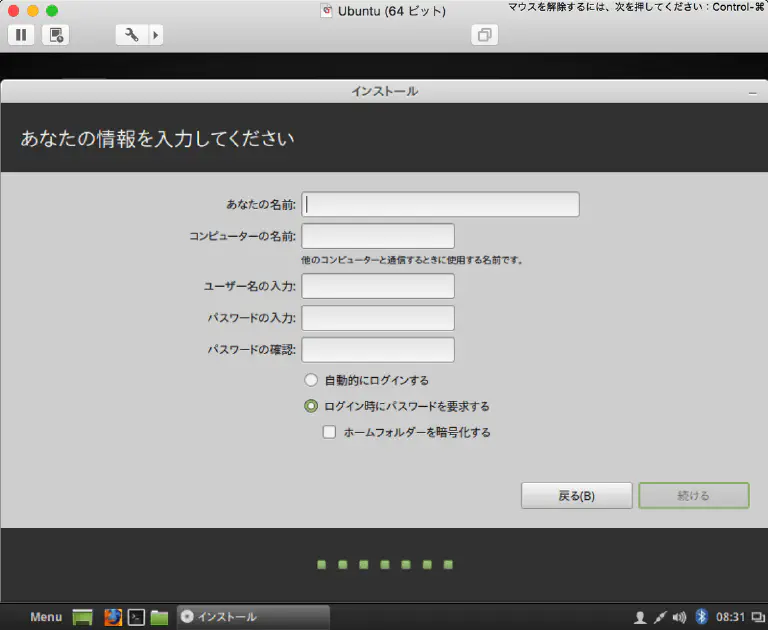 Ubuntu (64 ビット)
マウスを解除するには、次を押してください：Control-⌘
インストール
あなたの情報を入力してください
あなたの名前:
コンピューターの名前:
他のコンピューターと通信するときに使用する名前です。
ユーザー名の入力:
パスワードの入力:
パスワードの確認:
自動的にログインする
ログイン時にパスワードを要求する
ホームフォルダーを暗号化する
戻る(B)
続ける
Menu
インストール
08:31